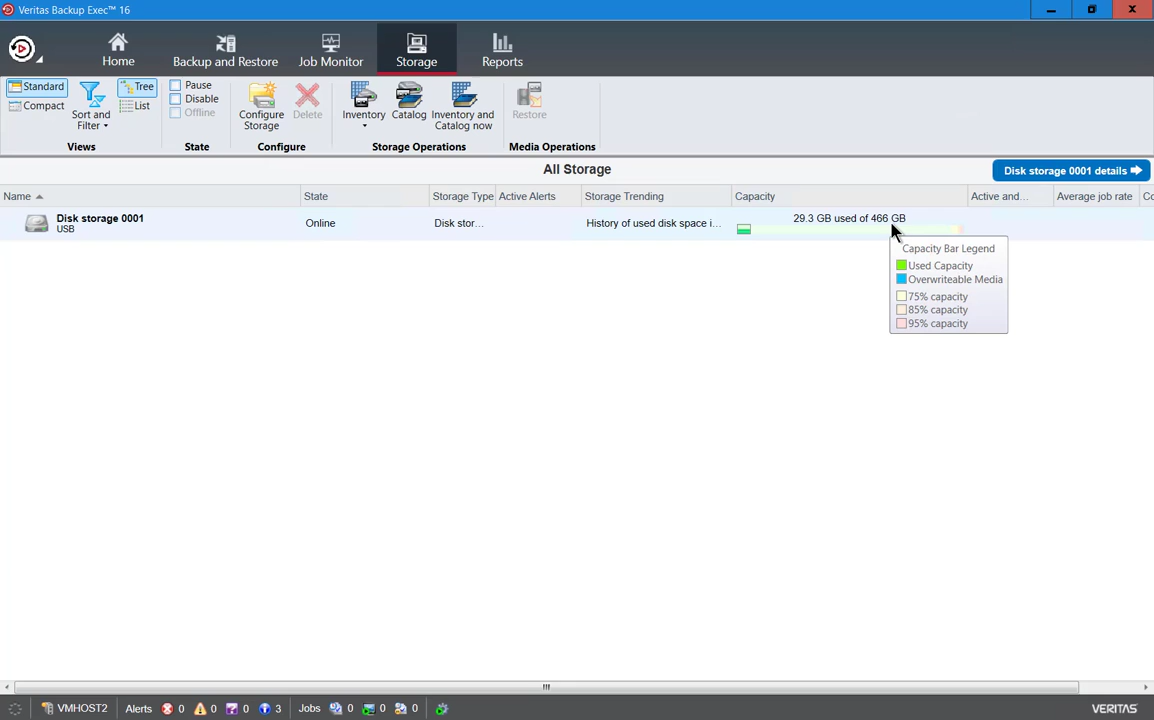 Veritas Backup Exec™ 16
Home
Backup and Restore
Job Monitor
Storage
Reports
Standard
Compact
Sort and
Filter
Tree
List
Views
Pause
Disable
Offline
State
Configure
Storage
Delete
Configure
Inventory
Catalog
Inventory and
Catalog now
Storage Operations
Restore
Media Operations
All Storage
Disk storage 0001 details
Name
State
Storage Type
Active Alerts
Storage Trending
Capacity
Active and...
Average job rate
Co
Disk storage 0001
USB
Online
Disk stor...
History of used disk space i...
29.3 GB used of 466 GB
Capacity Bar Legend
Used Capacity
Overwriteable Media
75% capacity
85% capacity
95% capacity
VMHOST2
Alerts
0
0
0
3
Jobs
0
0
0
VERITAS